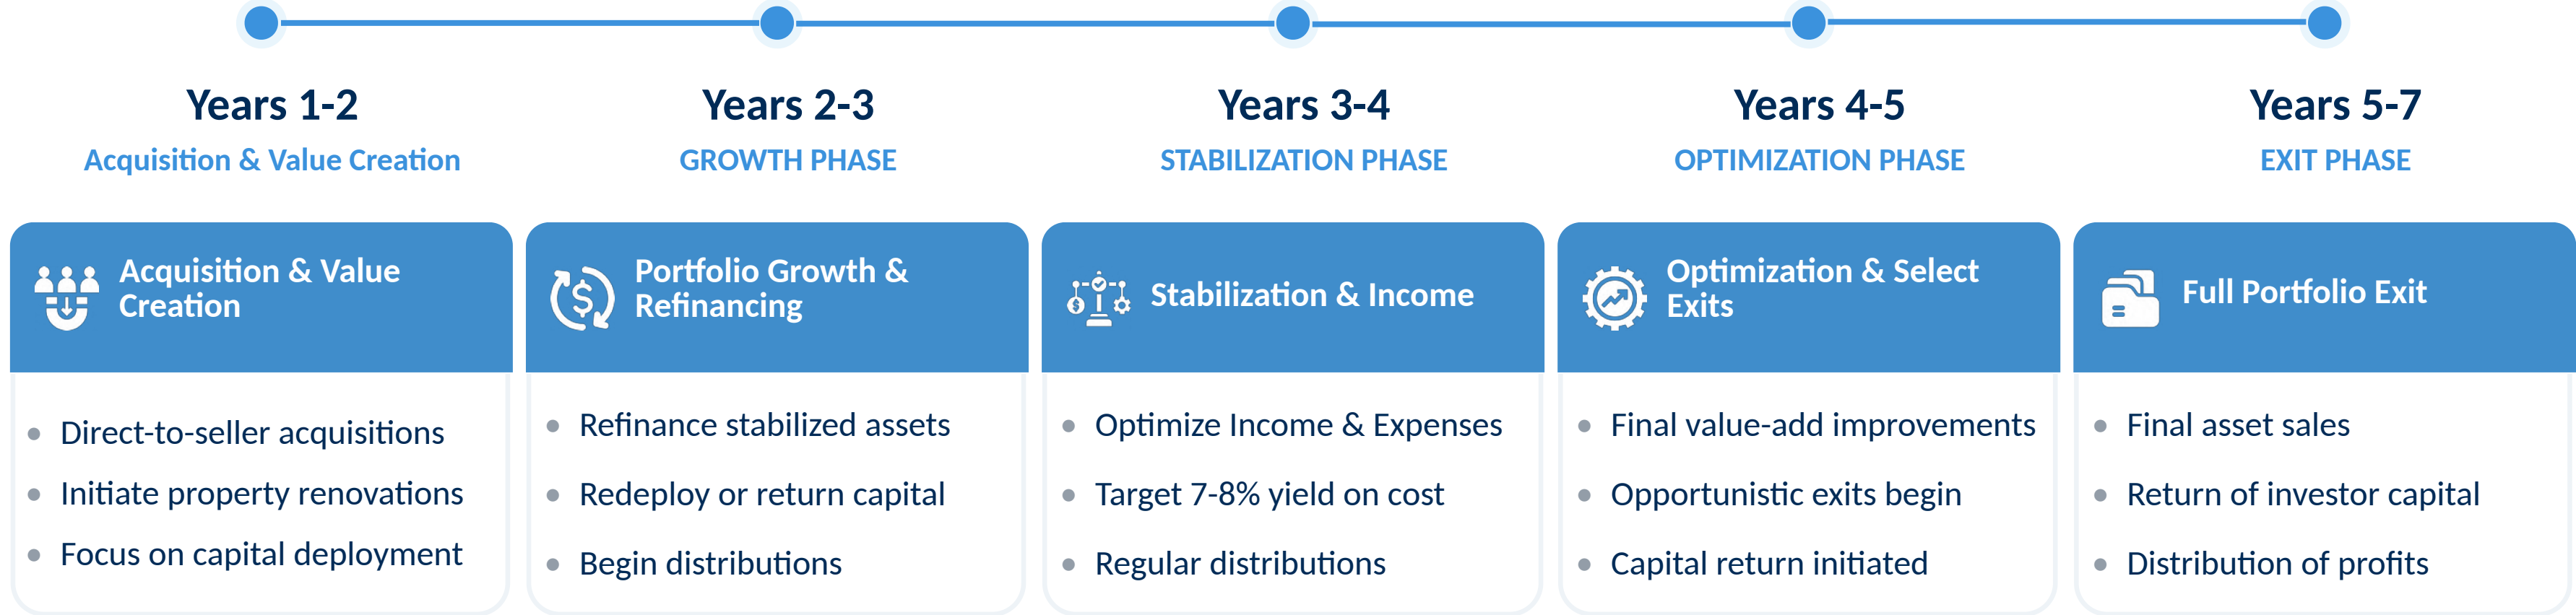 Years 1-2
Acquisition & Value Creation
Years 2-3
GROWTH PHASE
Years 3-4
STABILIZATION PHASE
Years 4-5
OPTIMIZATION PHASE
Years 5-7
EXIT PHASE
Acquisition & Value
Creation
Direct-to-seller acquisitions
Initiate property renovations
Focus on capital deployment
Portfolio Growth &
Refinancing
Refinance stabilized assets
Redeploy or return capital
Begin distributions
Stabilization & Income
Optimize Income & Expenses
Target 7-8% yield on cost
Regular distributions
Optimization & Select
Exits
Final value-add improvements
Opportunistic exits begin
Capital return initiated
Full Portfolio Exit
Final asset sales
Return of investor capital
Distribution of profits